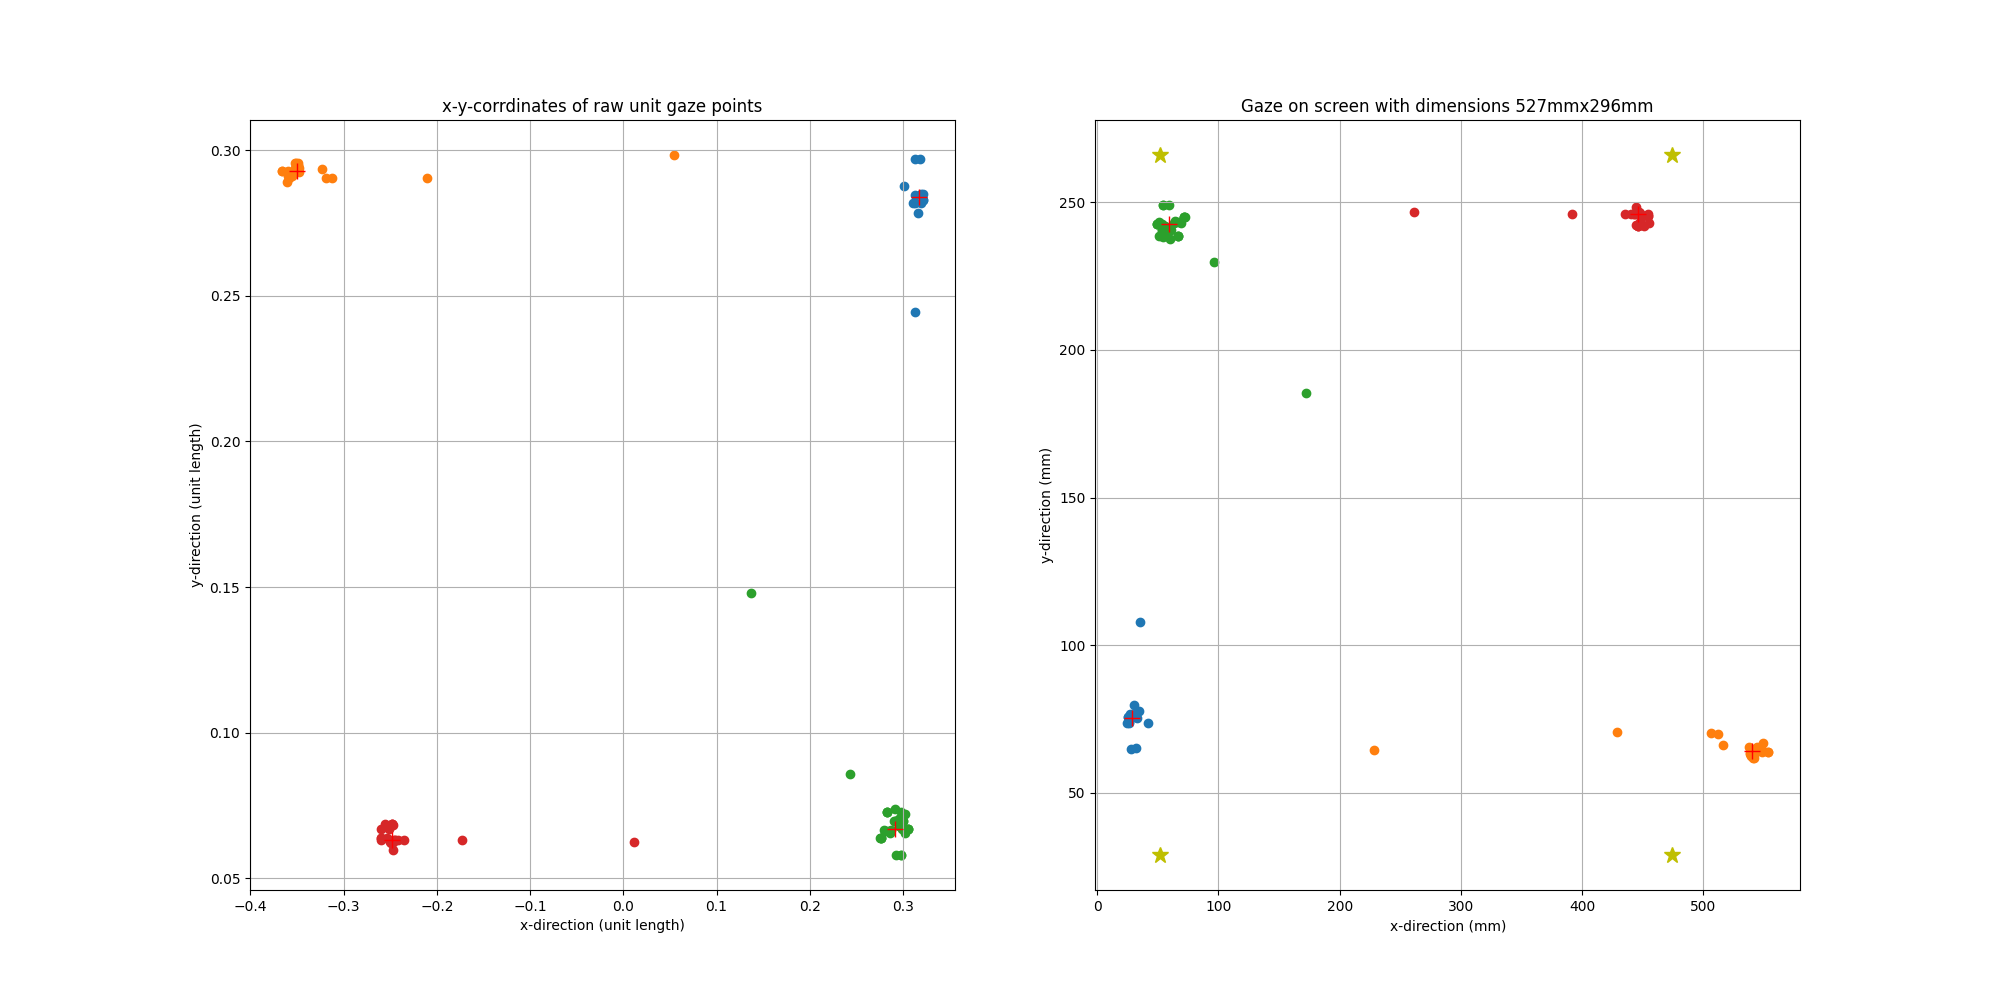 x-y-corrdinates of raw unit gaze points
0.30
0.25
0.20
0.15
0.10
0.05
y-direction (unit length)
−0.4 −0.3 −0.2 −0.1 0.0 0.1 0.2 0.3
x-direction (unit length)
Gaze on screen with dimensions 527mmx296mm
250
200
150
100
50
y-direction (mm)
0 100 200 300 400 500
x-direction (mm)